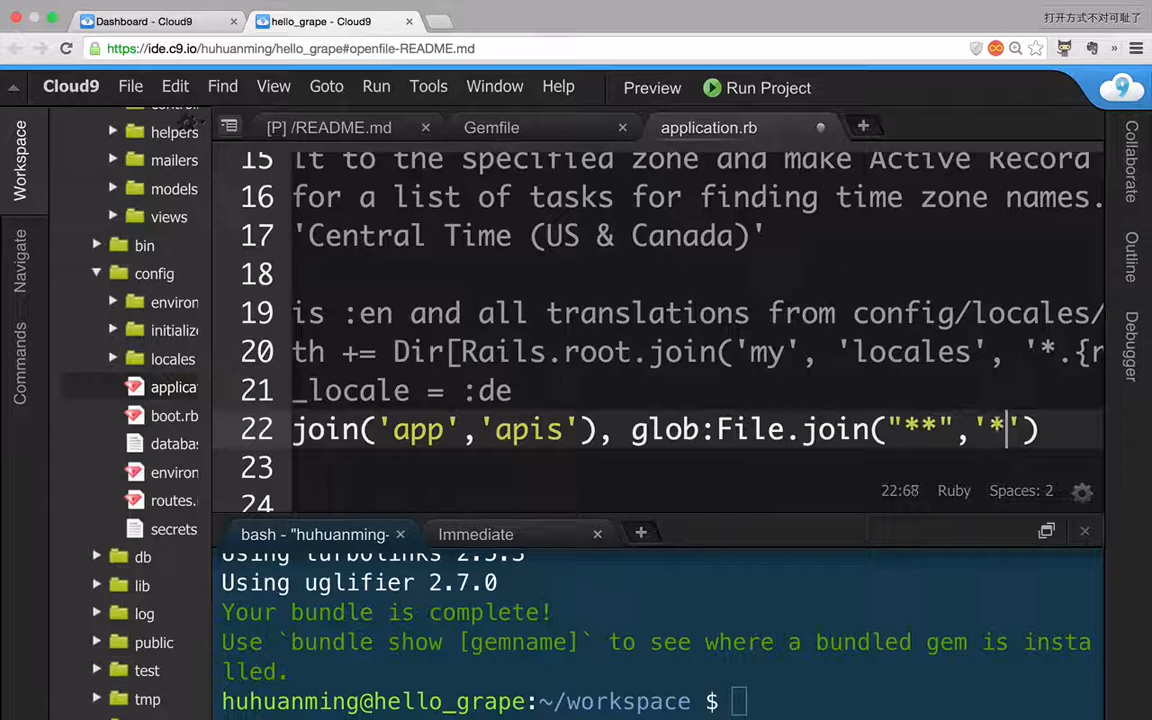 Dashboard - Cloud9
hello_grape - Cloud9
打开方式不对可耻了
https://ide.c9.io/huhuanming/hello_grape#openfile-README.md
Cloud9 File Edit Find View Goto Run Tools Window Help Preview Run Project
Workspace
Navigate
Commands
helpers
mailers
models
views
bin
config
environ
initialize
locales
applica
boot.rb
databas
environ
routes.
secrets
db
lib
log
public
test
tmp
[P] /README.md
Gemfile
application.rb
15 It to the specified zone and make Active Record
16 for a list of tasks for finding time zone names.
17 'Central Time (US & Canada)'
18
19 is :en and all translations from config/locales/
20 th += Dir[Rails.root.join('my', 'locales', '*.{r
21 _locale = :de
22 join('app','apis'), glob:File.join("**",'*')
23
24
22:68 Ruby Spaces: 2
Collaborate
Outline
Debugger
bash - "huhuanming-
Immediate
Using turbolinks 2.5.3
Using uglifier 2.7.0
Your bundle is complete!
Use `bundle show [gemname]` to see where a bundled gem is insta
lled.
huhuanming@hello_grape:~/workspace $